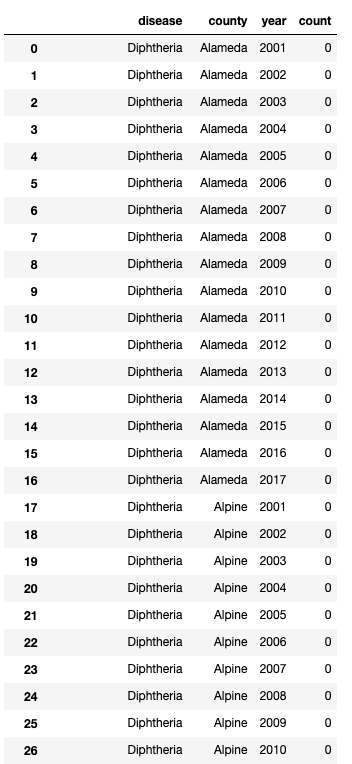 disease county year count
0 Diphtheria Alameda 2001 0
1 Diphtheria Alameda 2002 0
2 Diphtheria Alameda 2003 0
3 Diphtheria Alameda 2004 0
4 Diphtheria Alameda 2005 0
5 Diphtheria Alameda 2006 0
6 Diphtheria Alameda 2007 0
7 Diphtheria Alameda 2008 0
8 Diphtheria Alameda 2009 0
9 Diphtheria Alameda 2010 0
10 Diphtheria Alameda 2011 0
11 Diphtheria Alameda 2012 0
12 Diphtheria Alameda 2013 0
13 Diphtheria Alameda 2014 0
14 Diphtheria Alameda 2015 0
15 Diphtheria Alameda 2016 0
16 Diphtheria Alameda 2017 0
17 Diphtheria Alpine 2001 0
18 Diphtheria Alpine 2002 0
19 Diphtheria Alpine 2003 0
20 Diphtheria Alpine 2004 0
21 Diphtheria Alpine 2005 0
22 Diphtheria Alpine 2006 0
23 Diphtheria Alpine 2007 0
24 Diphtheria Alpine 2008 0
25 Diphtheria Alpine 2009 0
26 Diphtheria Alpine 2010 0